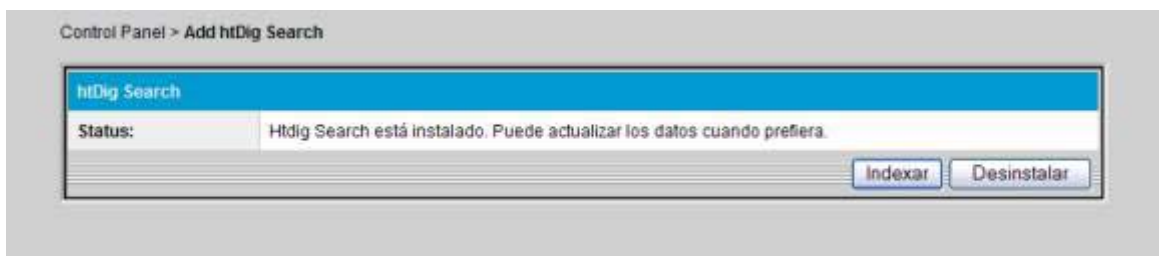 Control Panel > Add htDig Search
htDig Search
Status: Htdig Search está instalado. Puede actualizar los datos cuando prefiera.
Indexar Desinstalar